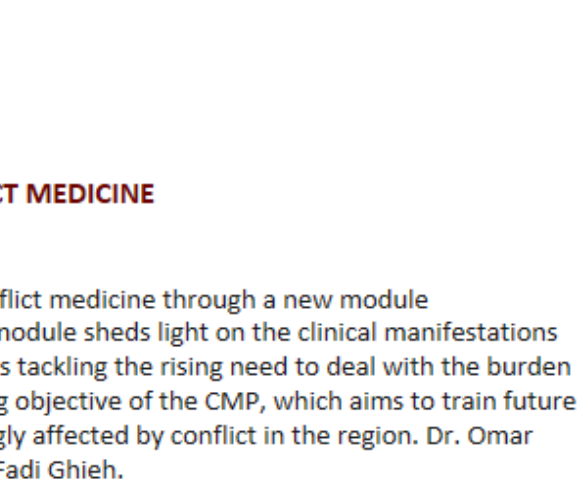 CT MEDICINE
flict medicine through a new module
module sheds light on the clinical manifestations
s tackling the rising need to deal with the burden
g objective of the CMP, which aims to train future
gly affected by conflict in the region. Dr. Omar
Fadi Ghieh.